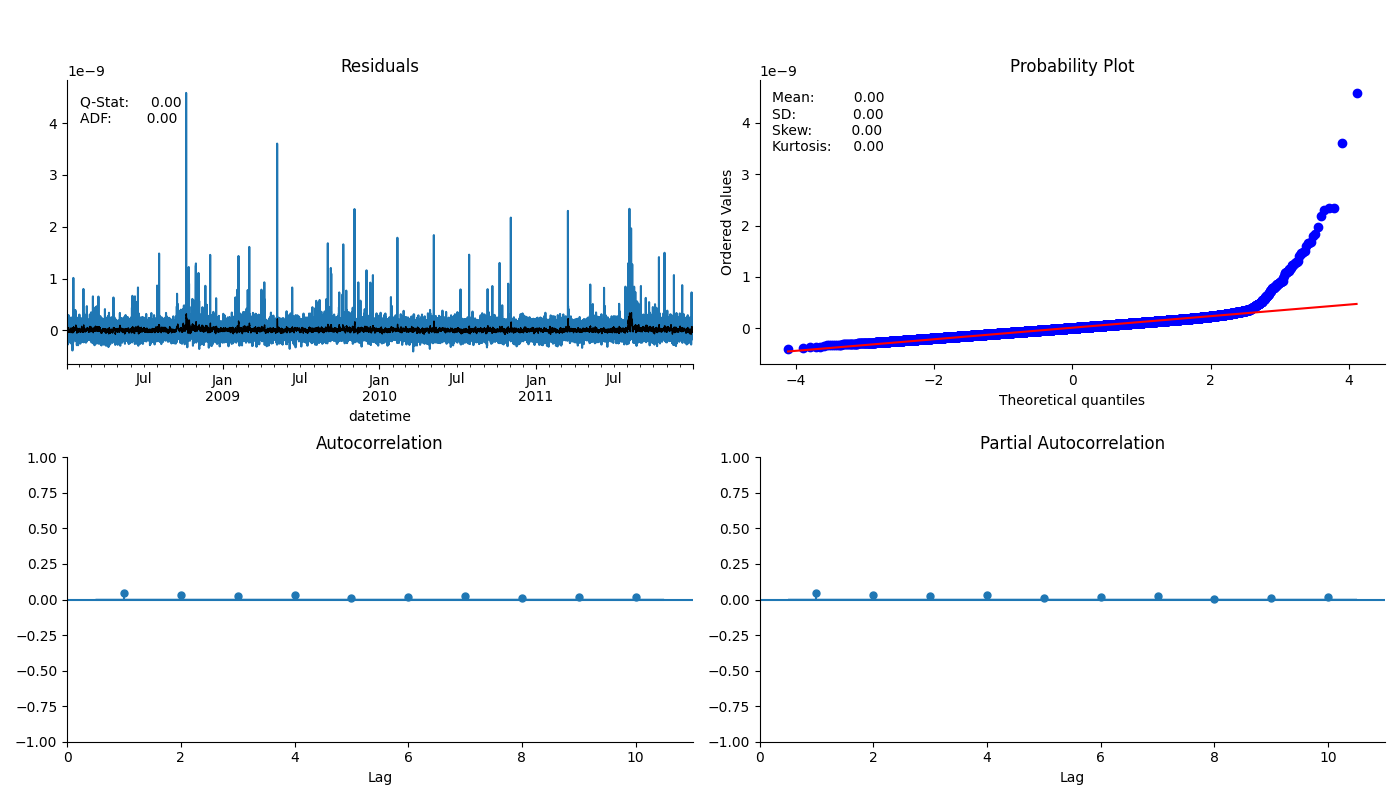 Residuals
1e−9
Q-Stat: 0.00
ADF: 0.00
4
3
2
1
0
Jul Jan Jul Jan Jul Jan Jul
2009 2010 2011
datetime
Probability Plot
1e−9
Mean: 0.00
SD: 0.00
Skew: 0.00
Kurtosis: 0.00
Ordered Values
4
3
2
1
0
−4 −2 0 2 4
Theoretical quantiles
Autocorrelation
1.00
0.75
0.50
0.25
0.00
−0.25
−0.50
−0.75
−1.00
0 2 4 6 8 10
Lag
Partial Autocorrelation
1.00
0.75
0.50
0.25
0.00
−0.25
−0.50
−0.75
−1.00
0 2 4 6 8 10
Lag